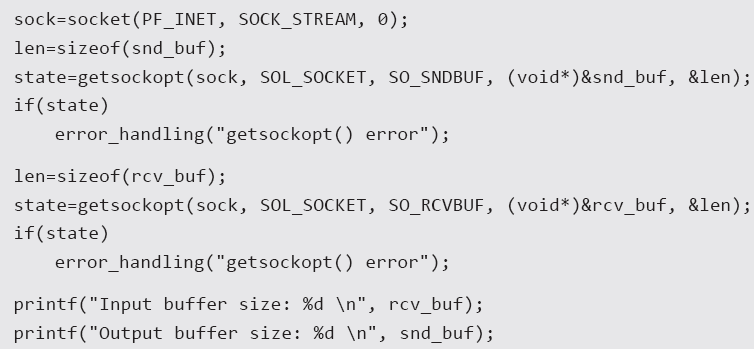 sock=socket(PF_INET, SOCK_STREAM, 0);
len=sizeof(snd_buf);
state=getsockopt(sock, SOL_SOCKET, SO_SNDBUF, (void*)&snd_buf, &len);
if(state)
    error_handling("getsockopt() error");
len=sizeof(rcv_buf);
state=getsockopt(sock, SOL_SOCKET, SO_RCVBUF, (void*)&rcv_buf, &len);
if(state)
    error_handling("getsockopt() error");
printf("Input buffer size: %d \n", rcv_buf);
printf("Output buffer size: %d \n", snd_buf);